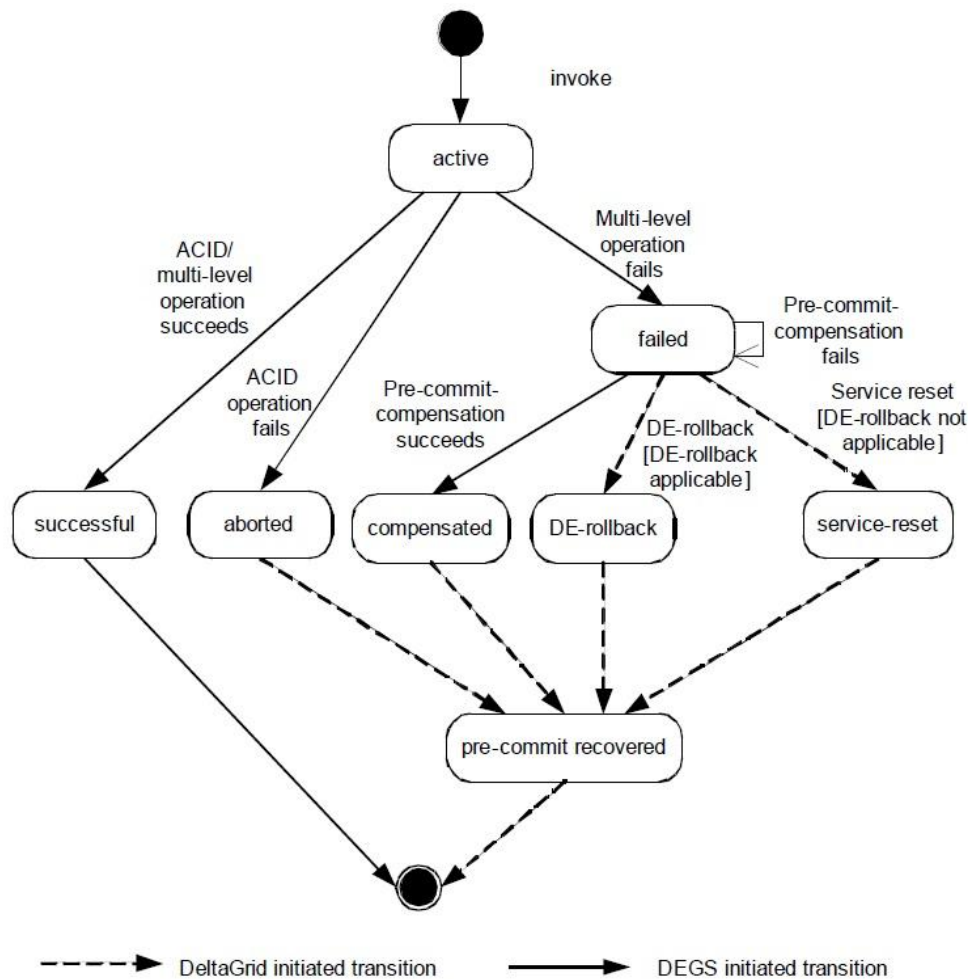 invoke
active
ACID/
multi-level
operation
succeeds
ACID
operation
fails
Multi-level
operation
fails
failed
Pre-commit-
compensation
fails
Pre-commit-
compensation
succeeds
DE-rollback
[DE-rollback
applicable]
Service reset
[DE-rollback not
applicable]
successful
aborted
compensated
DE-rollback
service-reset
pre-commit recovered
DeltaGrid initiated transition
DEGS initiated transition